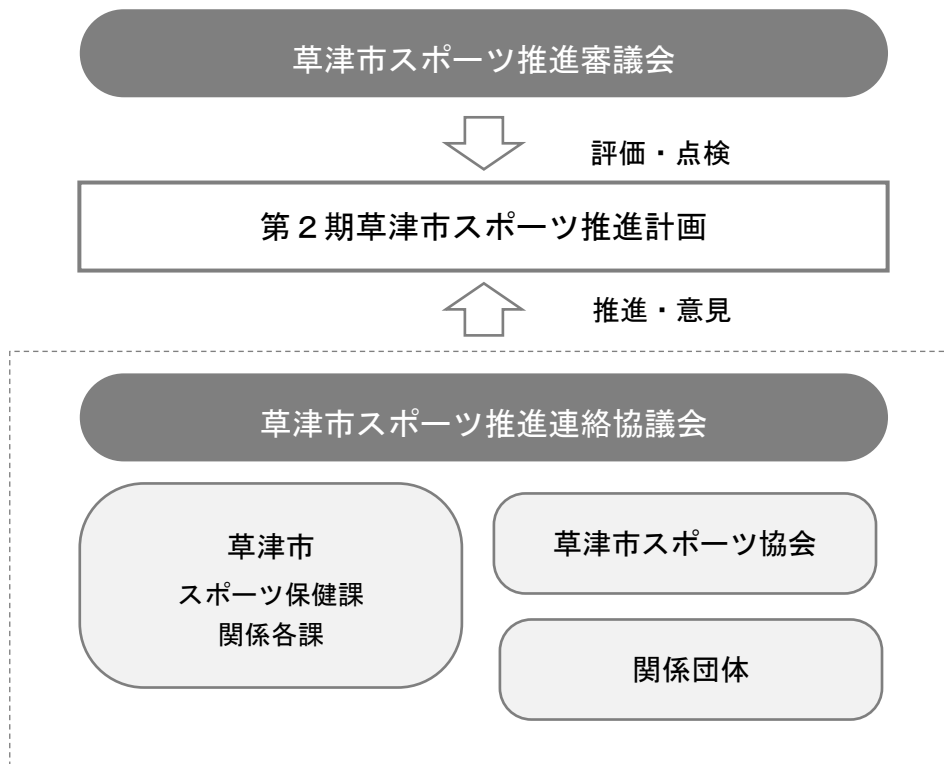 草津市スポーツ推進審議会
評価・点検
第２期草津市スポーツ推進計画
推進・意見
草津市スポーツ推進連絡協議会
草津市
スポーツ保健課
関係各課
草津市スポーツ協会
関係団体